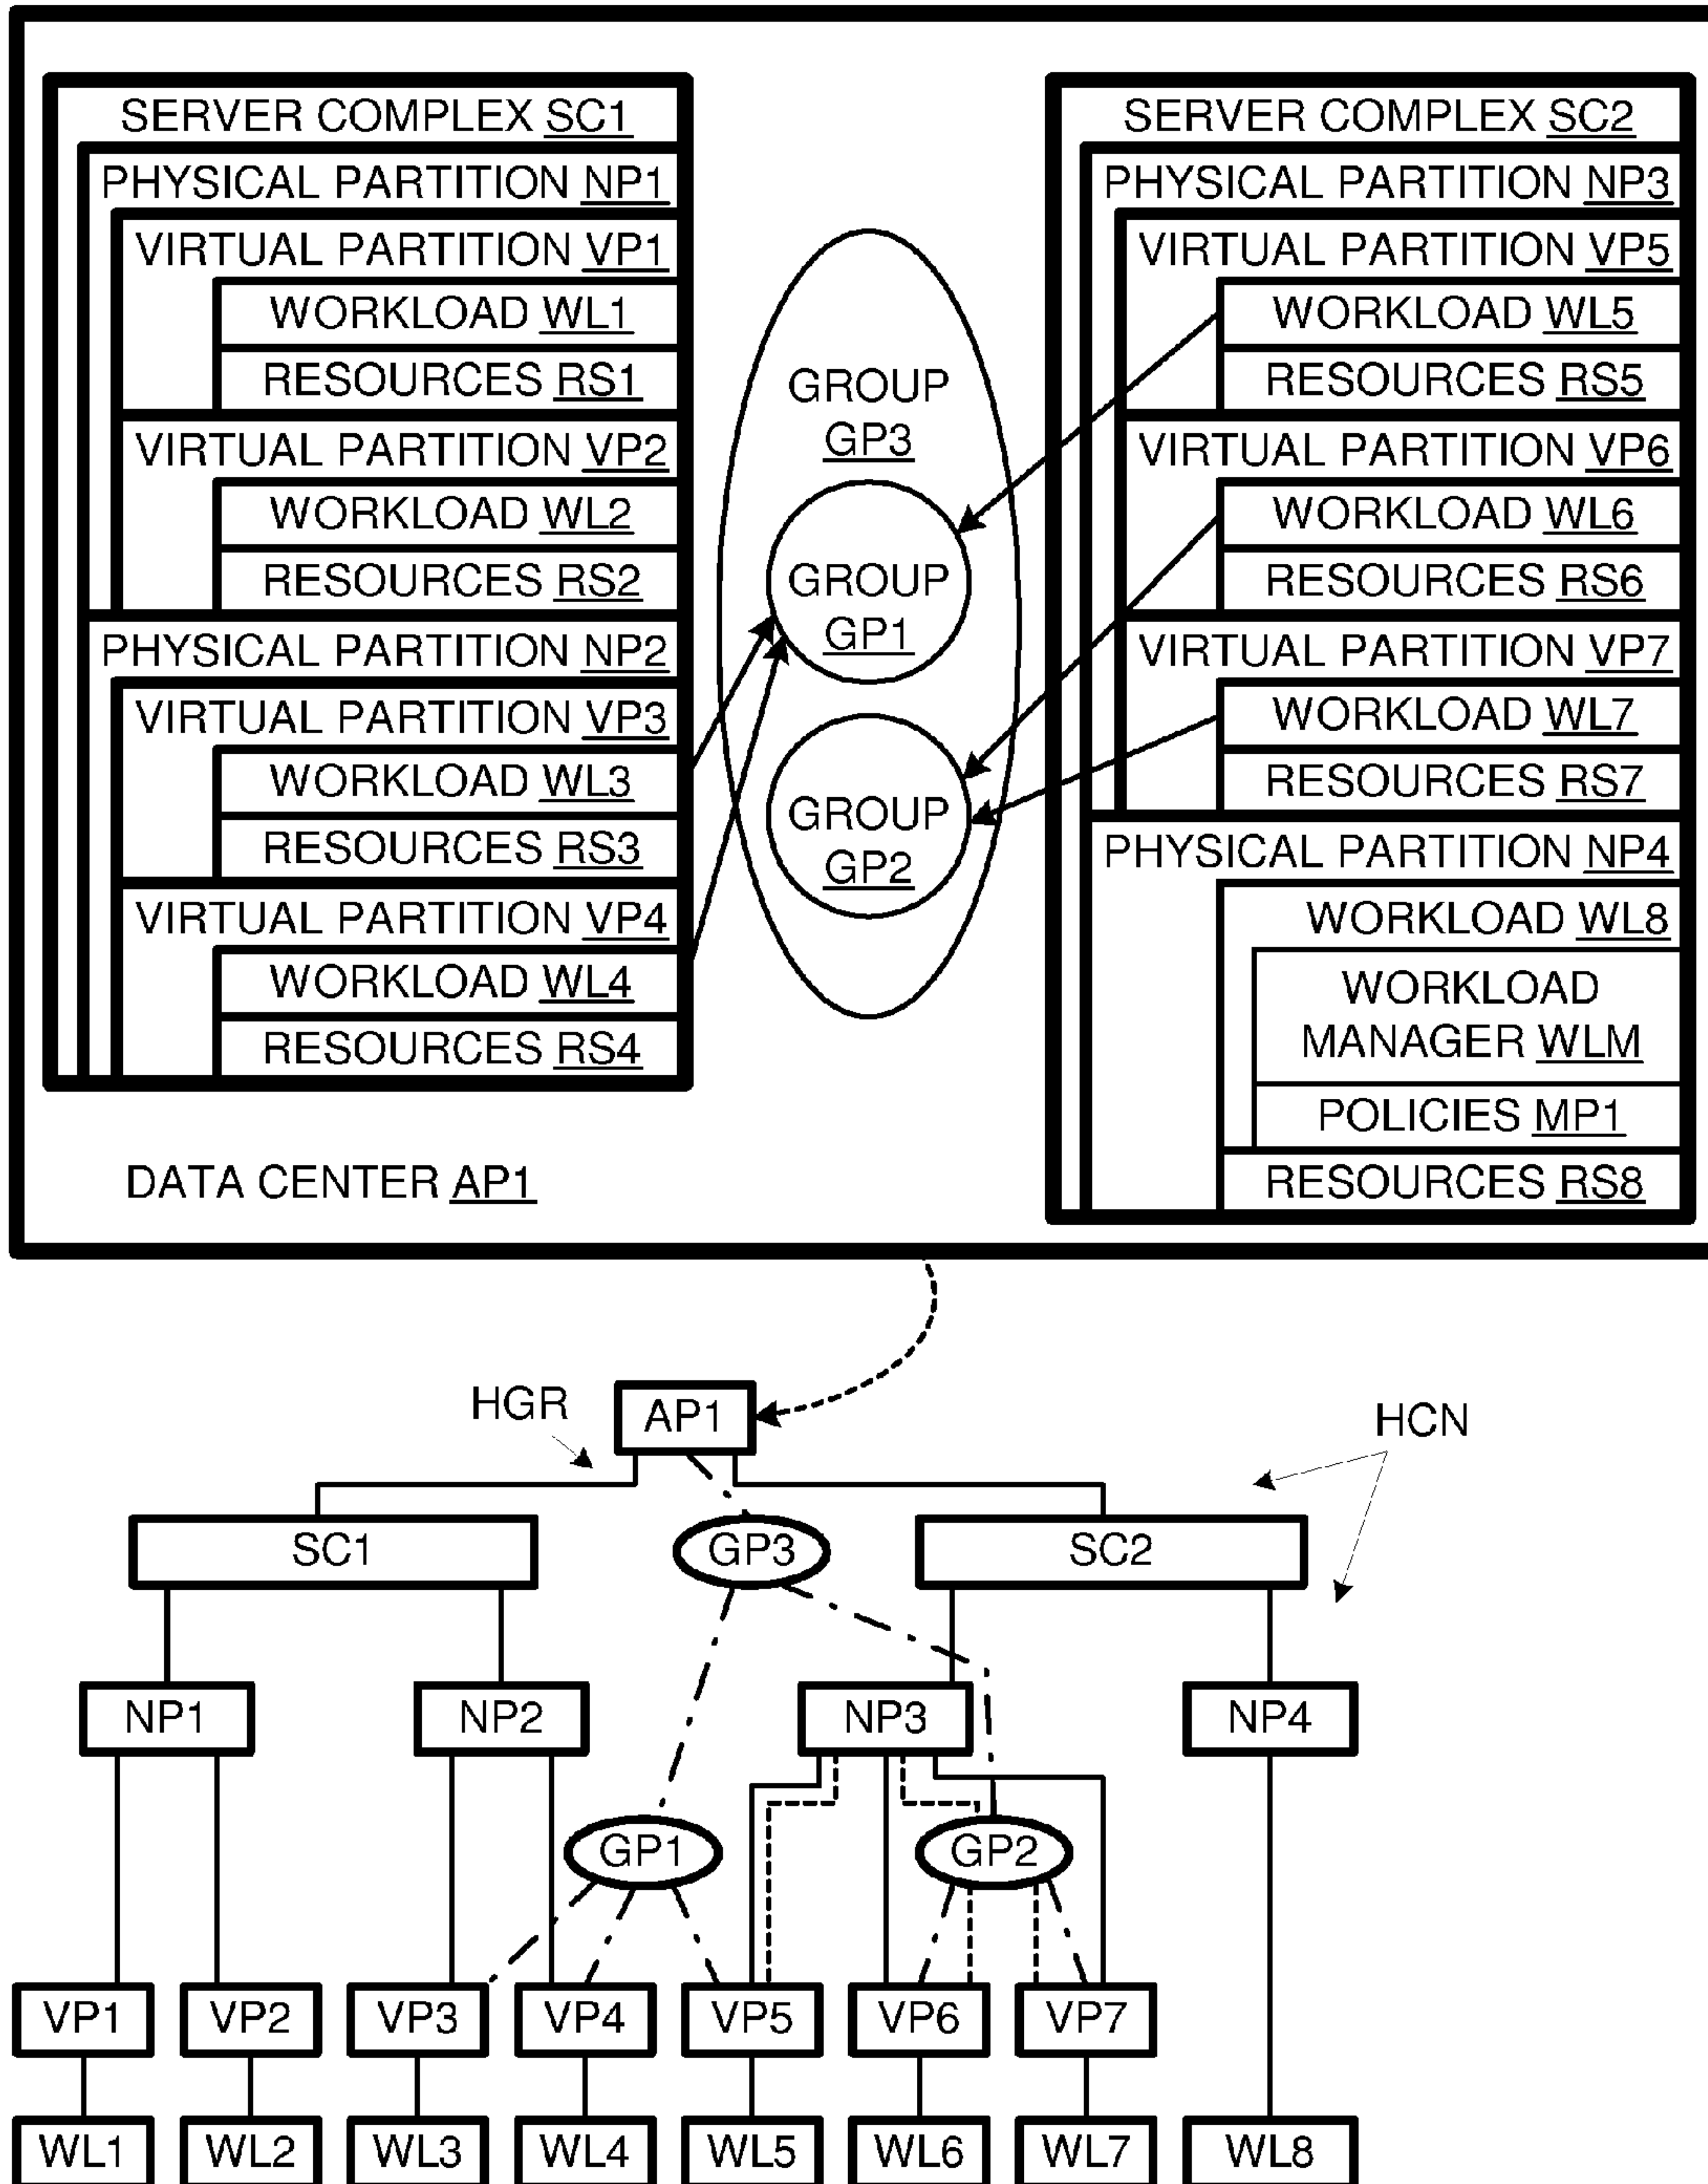 SERVER COMPLEX SC1
PHYSICAL PARTITION NP1
VIRTUAL PARTITION VP1
WORKLOAD WL1
RESOURCES RS1
VIRTUAL PARTITION VP2
WORKLOAD WL2
RESOURCES RS2
PHYSICAL PARTITION NP2
VIRTUAL PARTITION VP3
WORKLOAD WL3
RESOURCES RS3
VIRTUAL PARTITION VP4
WORKLOAD WL4
RESOURCES RS4
GROUP
GP3
GROUP
GP1
GROUP
GP2
SERVER COMPLEX SC2
PHYSICAL PARTITION NP3
VIRTUAL PARTITION VP5
WORKLOAD WL5
RESOURCES RS5
VIRTUAL PARTITION VP6
WORKLOAD WL6
RESOURCES RS6
VIRTUAL PARTITION VP7
WORKLOAD WL7
RESOURCES RS7
PHYSICAL PARTITION NP4
WORKLOAD WL8
WORKLOAD
MANAGER WLM
POLICIES MP1
RESOURCES RS8
DATA CENTER AP1
HGR
AP1
HCN
SC1
GP3
SC2
NP1
NP2
NP3
NP4
GP1
GP2
VP1
VP2
VP3
VP4
VP5
VP6
VP7
WL1
WL2
WL3
WL4
WL5
WL6
WL7
WL8